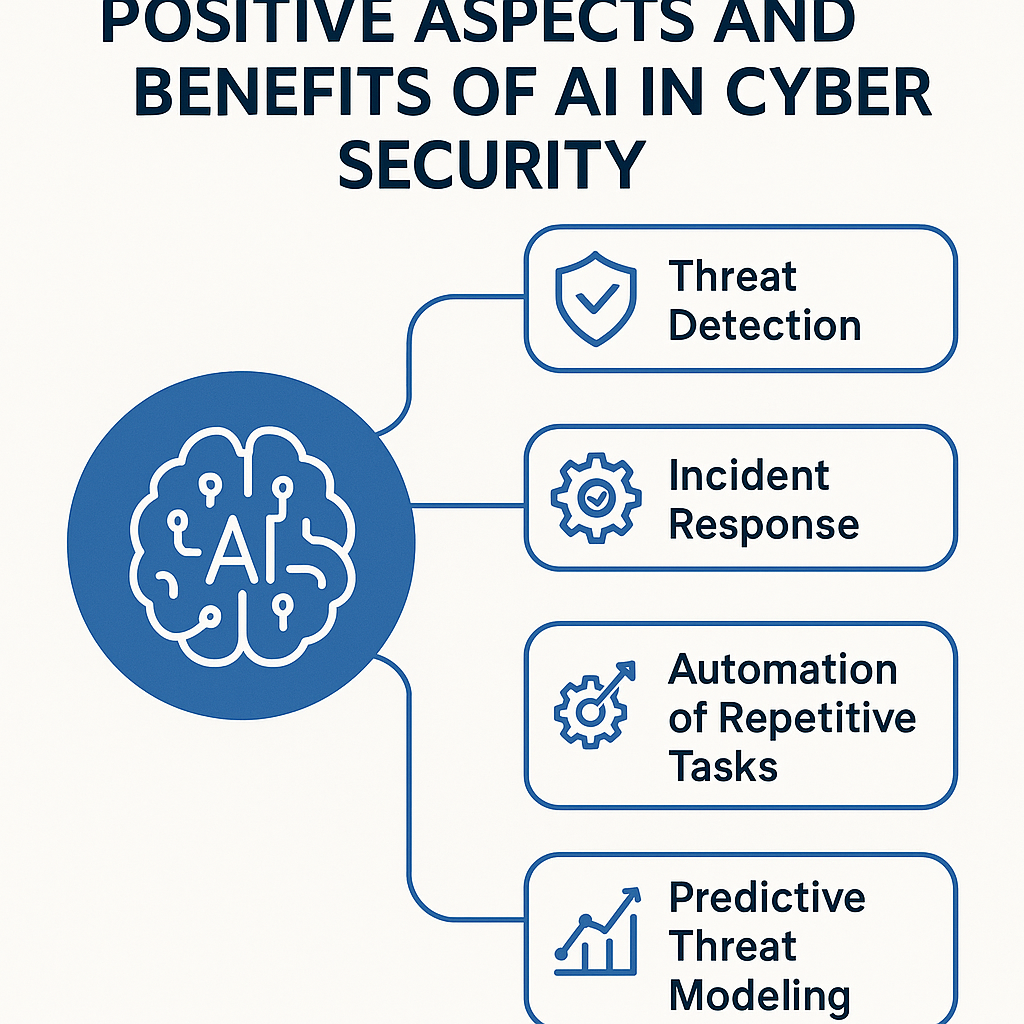 POSITIVE ASPECTS AND
BENEFITS OF AI IN CYBER
SECURITY
Threat
Detection
AI
Incident
Response
Automation
of Repetitive
Tasks
Predictive
Threat
Modeling